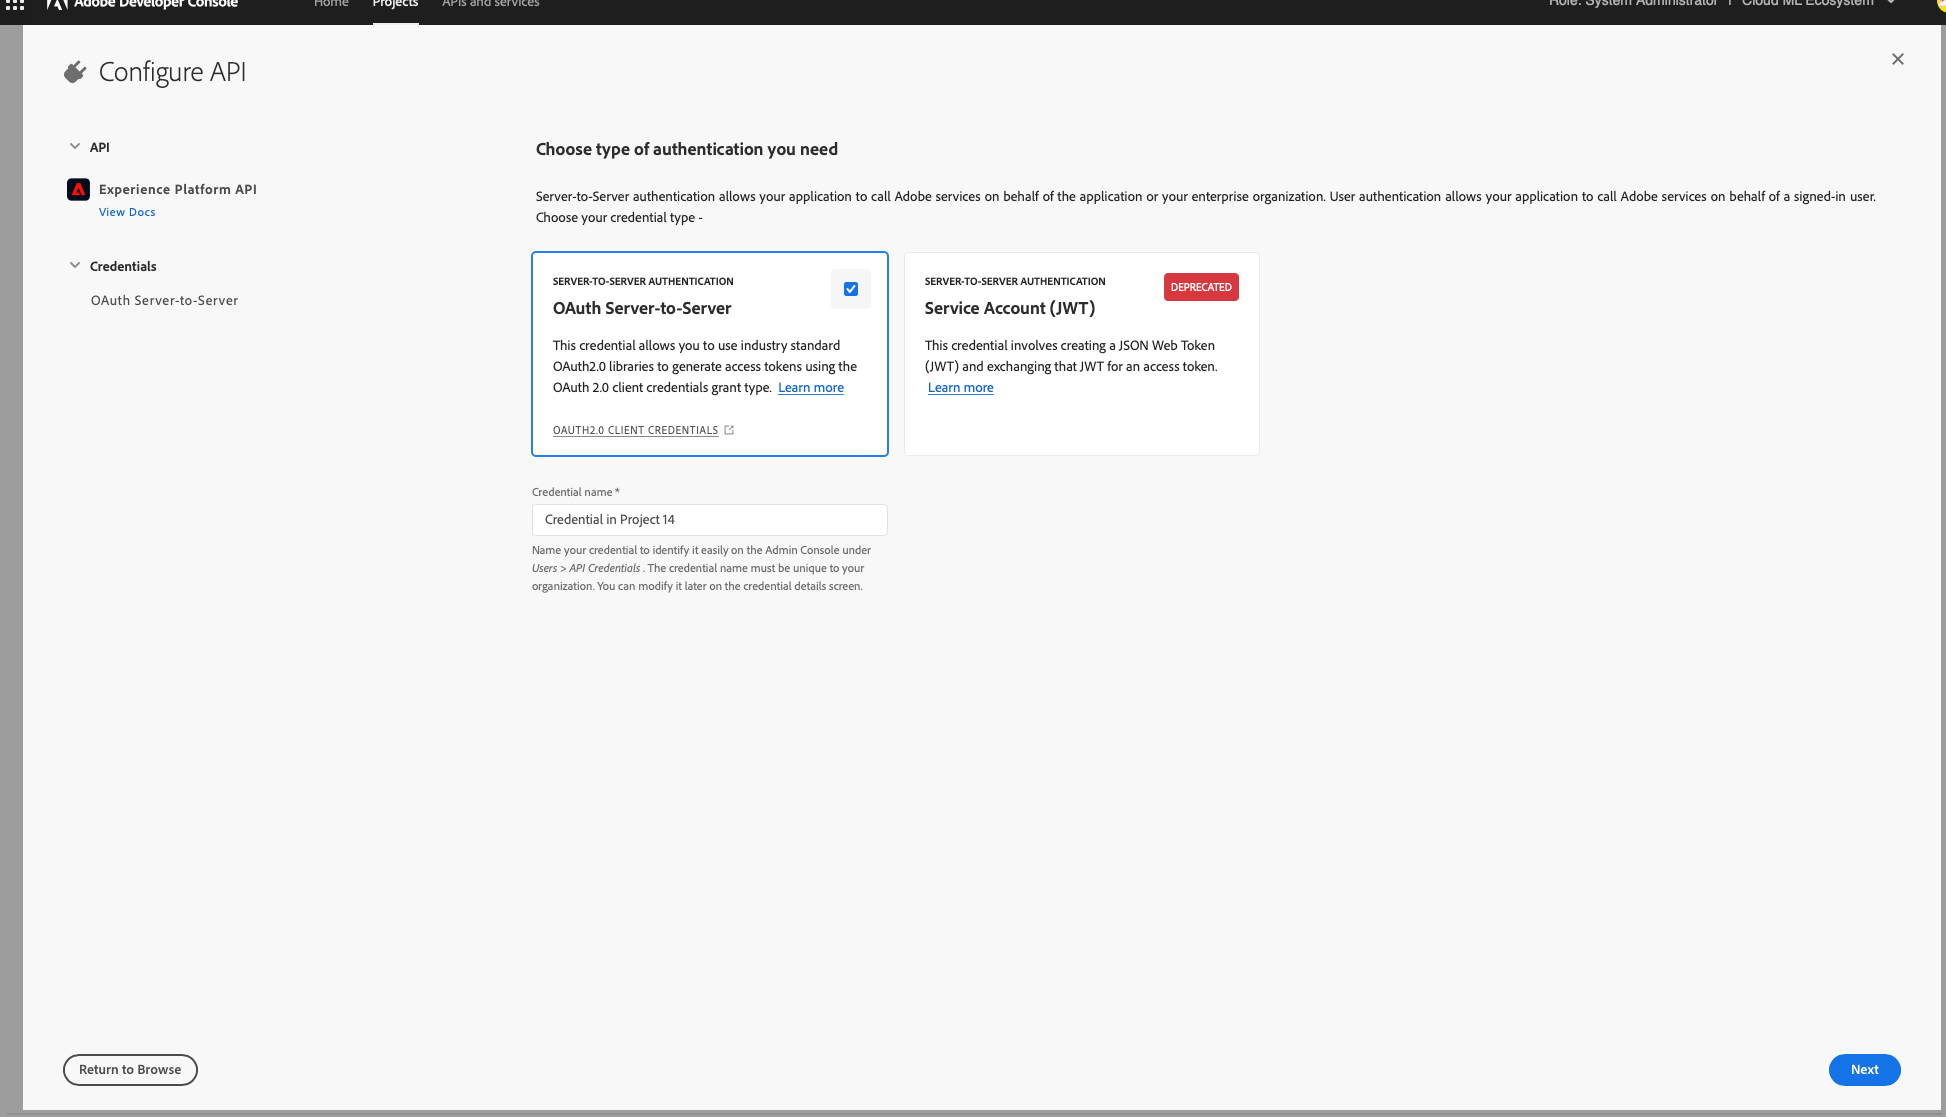 Adobe Developer Console
Home Projects APIs and services
Role: System Administrator | Cloud ML Ecosystem
Configure API
API
Experience Platform API
View Docs
Credentials
OAuth Server-to-Server
Choose type of authentication you need
Server-to-Server authentication allows your application to call Adobe services on behalf of the application or your enterprise organization. User authentication allows your application to call Adobe services on behalf of a signed-in user.
Choose your credential type -
SERVER-TO-SERVER AUTHENTICATION
OAuth Server-to-Server
This credential allows you to use industry standard
OAuth2.0 libraries to generate access tokens using the
OAuth 2.0 client credentials grant type. Learn more
OAUTH2.0 CLIENT CREDENTIALS
SERVER-TO-SERVER AUTHENTICATION
DEPRECATED
Service Account (JWT)
This credential involves creating a JSON Web Token
(JWT) and exchanging that JWT for an access token.
Learn more
Credential name *
Credential in Project 14
Name your credential to identify it easily on the Admin Console under
Users > API Credentials . The credential name must be unique to your
organization. You can modify it later on the credential details screen.
Return to Browse
Next